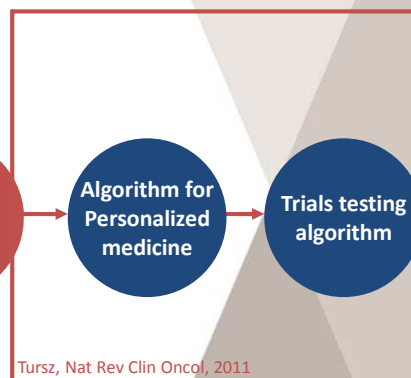 Algorithm for
Personalized
medicine
Trials testing
algorithm
Tursz, Nat Rev Clin Oncol, 2011